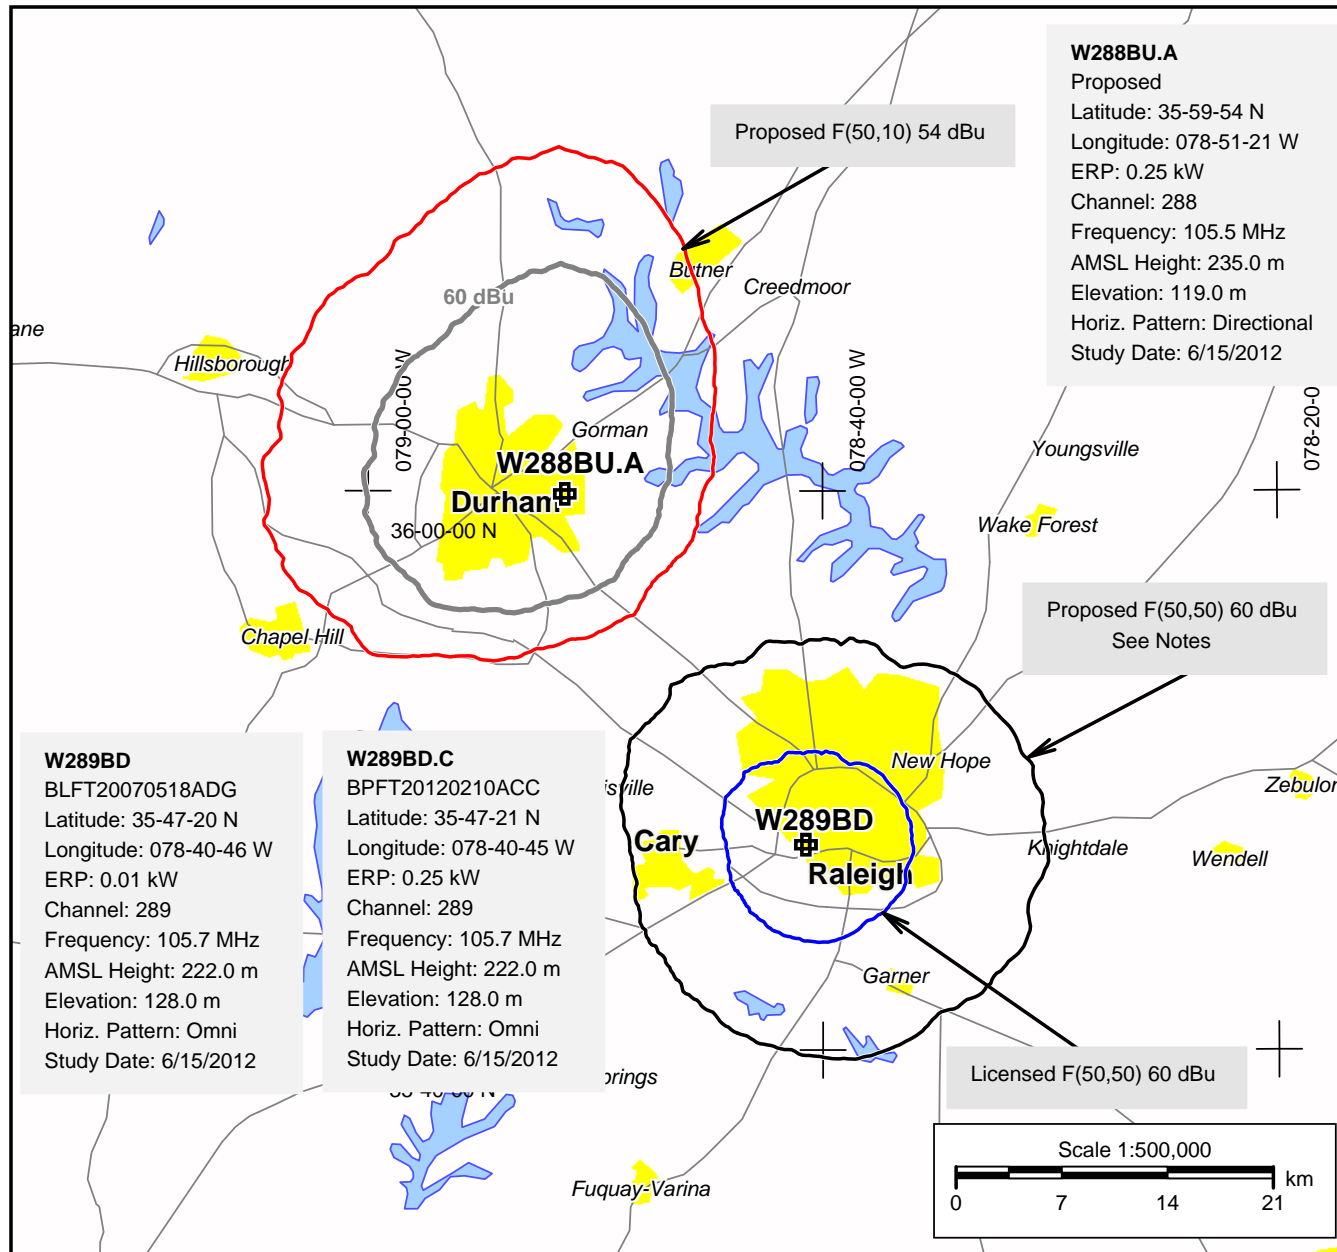 W288BU.A
Proposed
Latitude: 35-59-54 N
Longitude: 078-51-21 W
ERP: 0.25 kW
Channel: 288
Frequency: 105.5 MHz
AMSL Height: 235.0 m
Elevation: 119.0 m
Horiz. Pattern: Directional
Study Date: 6/15/2012
Proposed F(50,10) 54 dBu
Butner
Creedmoor
60 dBu
ane
Hillsborough
079-00-00 W
078-40-00 W
078-20-0
Gorman
Youngsville
W288BU.A
Durham
36-00-00 N
Wake Forest
Proposed F(50,50) 60 dBu
See Notes
Chapel Hill
W289BD
BLFT20070518ADG
Latitude: 35-47-20 N
Longitude: 078-40-46 W
ERP: 0.01 kW
Channel: 289
Frequency: 105.7 MHz
AMSL Height: 222.0 m
Elevation: 128.0 m
Horiz. Pattern: Omni
Study Date: 6/15/2012
W289BD.C
BPFT20120210ACC
Latitude: 35-47-21 N
Longitude: 078-40-45 W
ERP: 0.25 kW
Channel: 289
Frequency: 105.7 MHz
AMSL Height: 222.0 m
Elevation: 128.0 m
Horiz. Pattern: Omni
Study Date: 6/15/2012
isville
New Hope
Zebulon
W289BD
Cary
Knightdale
Wendell
Raleigh
Garner
prings
Licensed F(50,50) 60 dBu
Fuquay-Varina
Scale 1:500,000
km
0 7 14 21